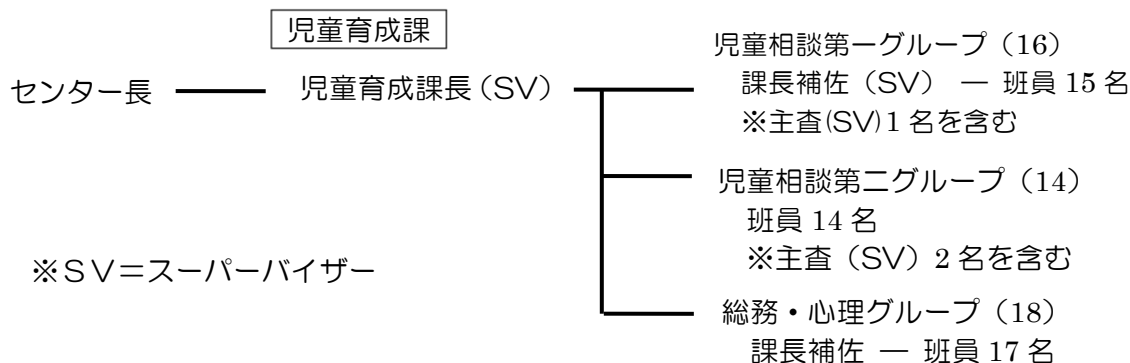 児童育成課
センター長 ― 児童育成課長(SV)
児童相談第一グループ（16）
課長補佐（SV） ― 班員 15 名
※主査(SV)1 名を含む
児童相談第二グループ（14）
班員 14 名
※主査（SV）2 名を含む
※ＳＶ＝スーパーバイザー
総務・心理グループ（18）
課長補佐 ― 班員 17 名